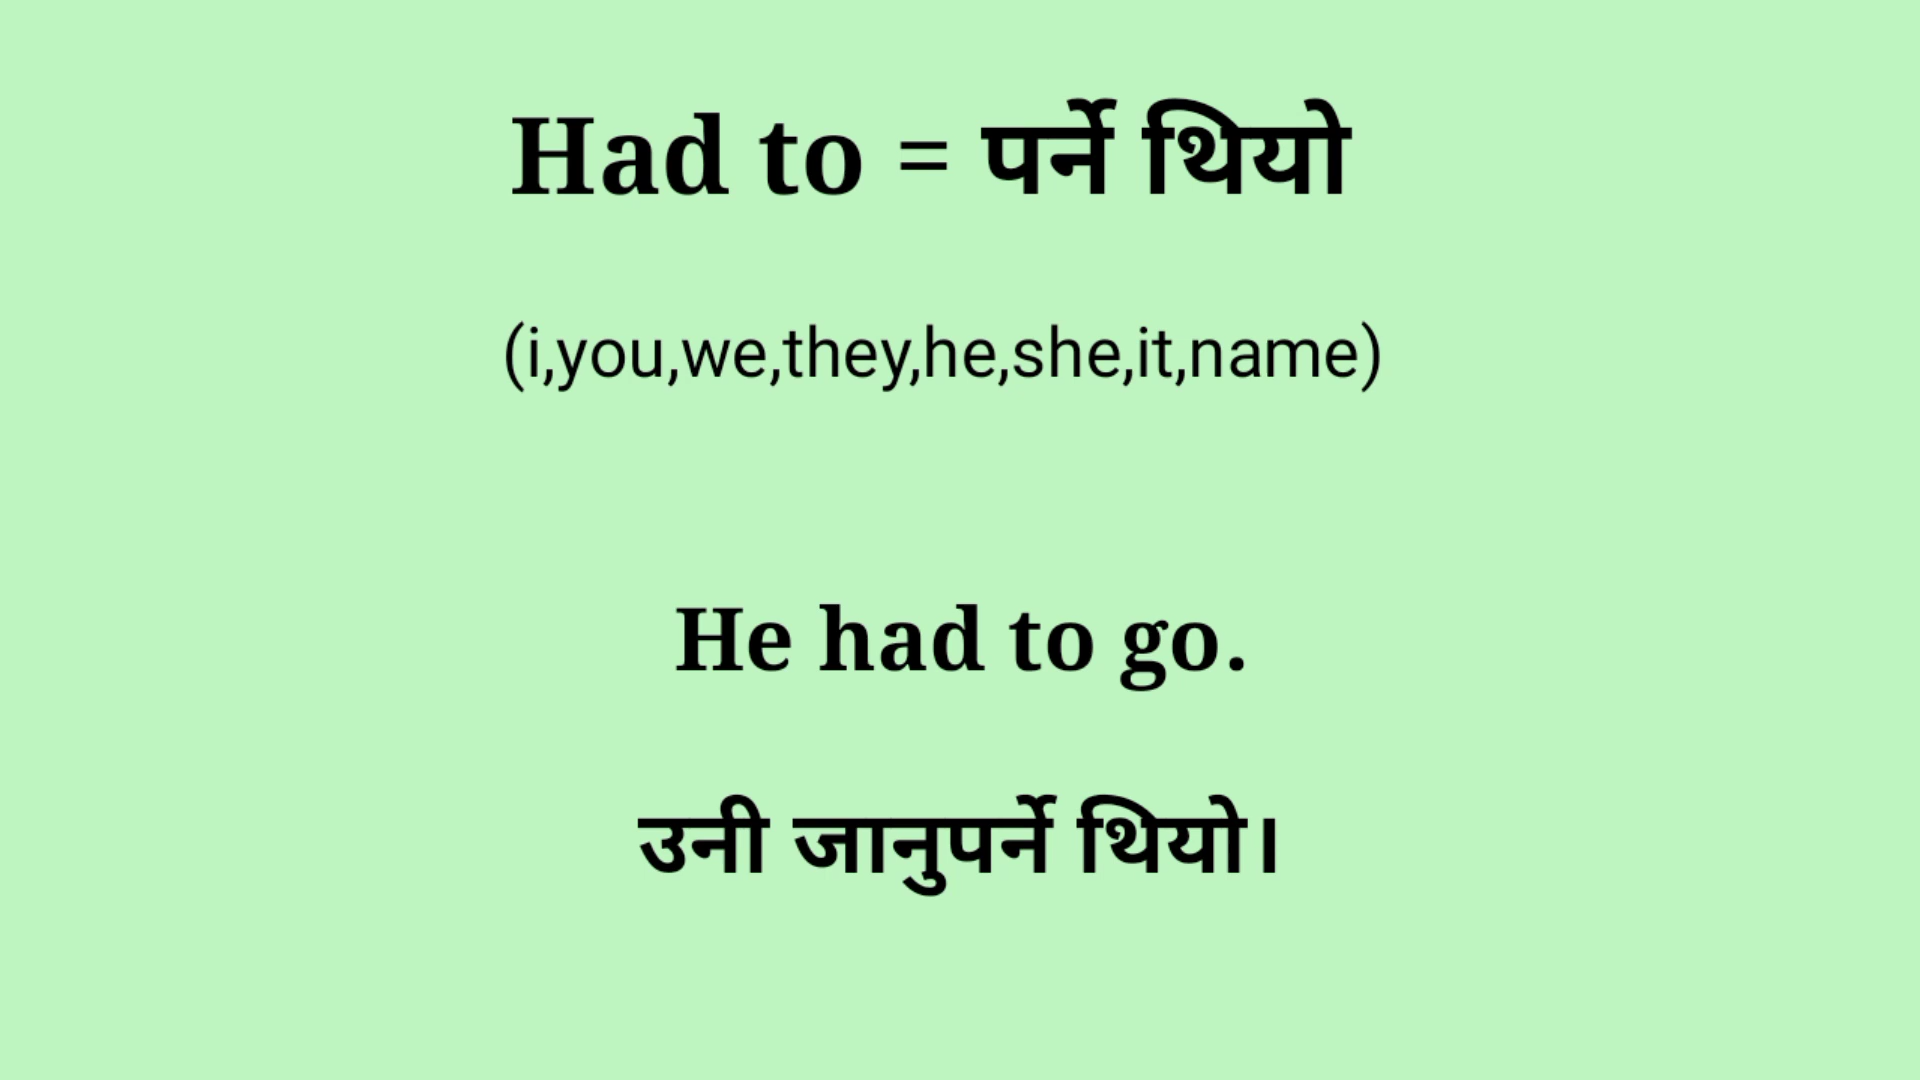 Had to = पर्ने थियो
(i,you,we,they,he,she,it,name)
He had to go.
उनी जानुपर्ने थियो।